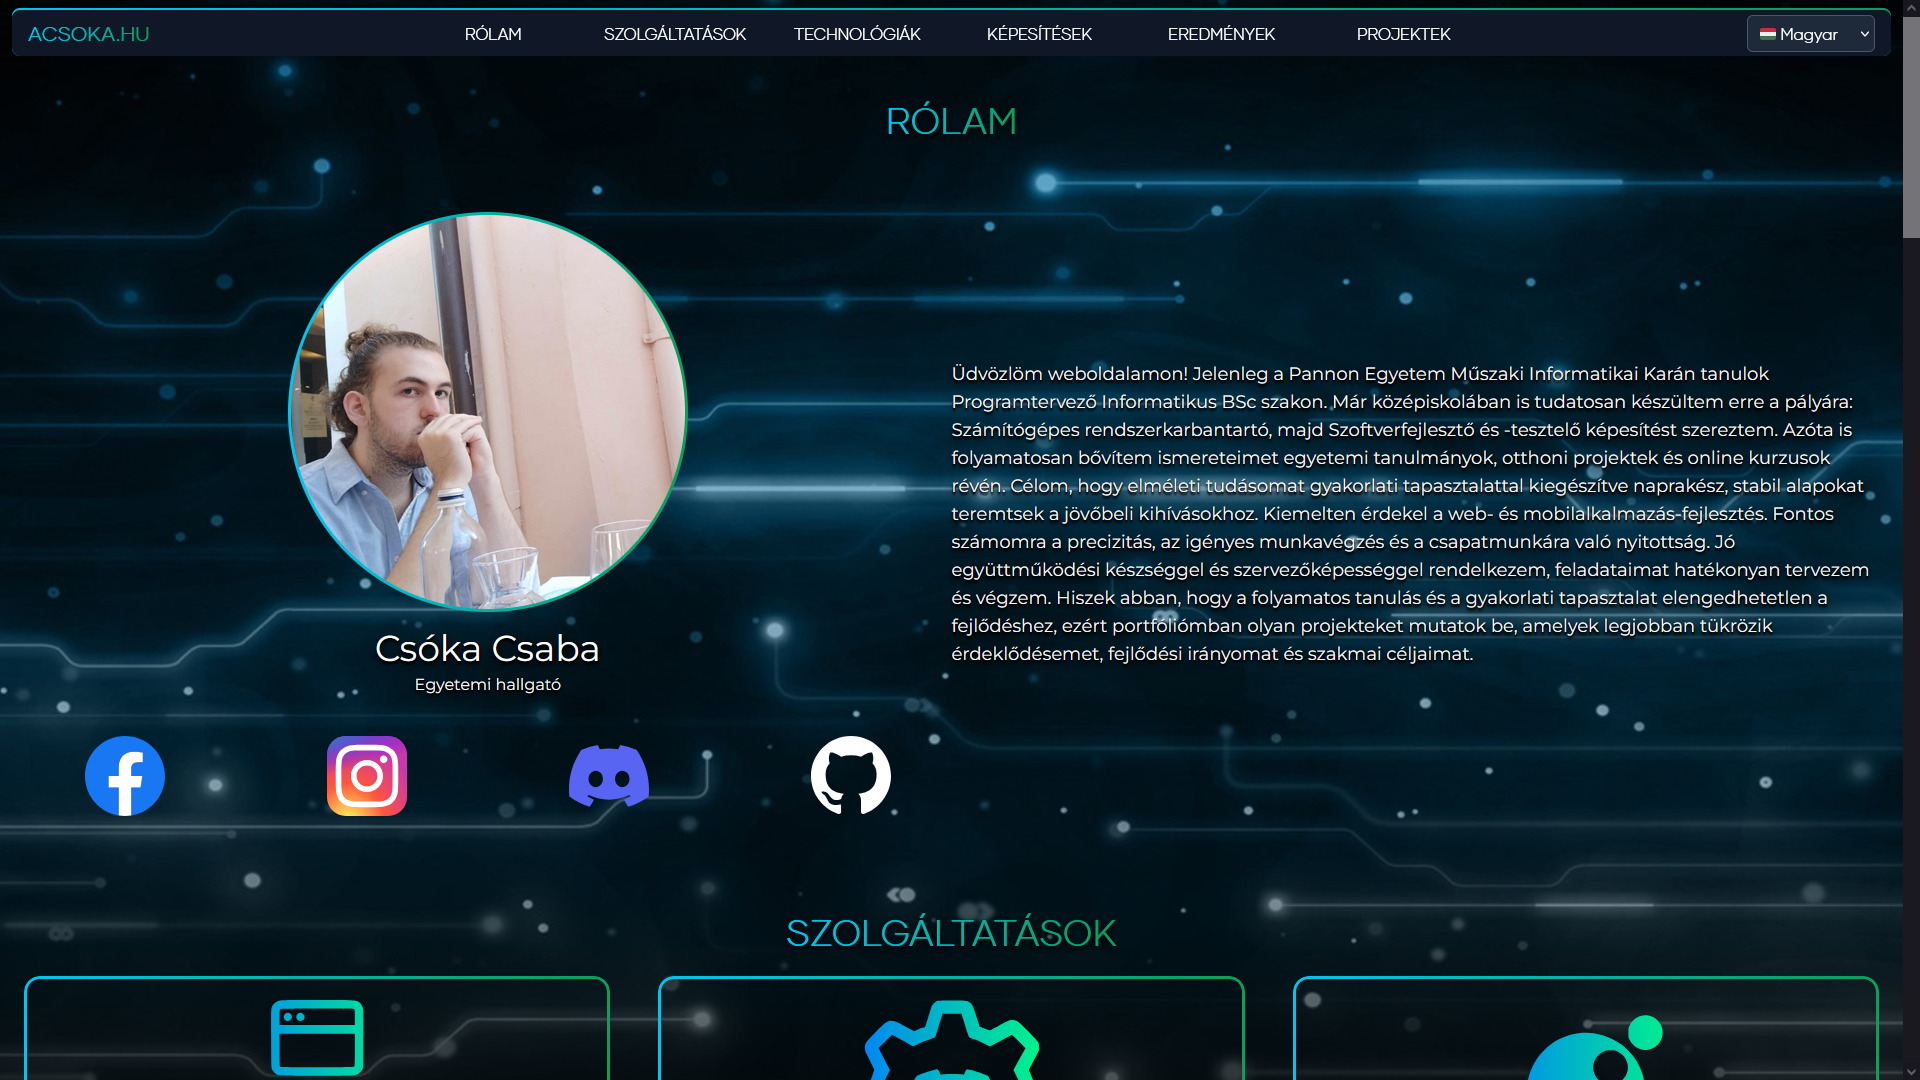 ACSOKA.HU
RÓLAM
SZOLGÁLTATÁSOK
TECHNOLÓGIÁK
KÉPESÍTÉSEK
EREDMÉNYEK
PROJEKTEK
Magyar
RÓLAM
Üdvözlöm weboldalamon! Jelenleg a Pannon Egyetem Műszaki Informatikai Karán tanulok
Programtervező Informatikus BSc szakon. Már középiskolában is tudatosan készültem erre a pályára:
Számítógépes rendszerkarbantartó, majd Szoftverfejlesztő és -tesztelő képesítést szereztem. Azóta is
folyamatosan bővítem ismereteimet egyetemi tanulmányok, otthoni projektek és online kurzusok
révén. Célom, hogy elméleti tudásomat gyakorlati tapasztalattal kiegészítve naprakész, stabil alapokat
teremtsek a jövőbeli kihívásokhoz. Kiemelten érdekel a web- és mobilalkalmazás-fejlesztés. Fontos
számomra a precizitás, az igényes munkavégzés és a csapatmunkára való nyitottság. Jó
együttműködési készséggel és szervezőképességgel rendelkezem, feladataimat hatékonyan tervezem
és végzem. Hiszek abban, hogy a folyamatos tanulás és a gyakorlati tapasztalat elengedhetetlen a
fejlődéshez, ezért portfóliómban olyan projekteket mutatok be, amelyek legjobban tükrözik
érdeklődésemet, fejlődési irányomat és szakmai céljaimat.
Csóka Csaba
Egyetemi hallgató
SZOLGÁLTATÁSOK